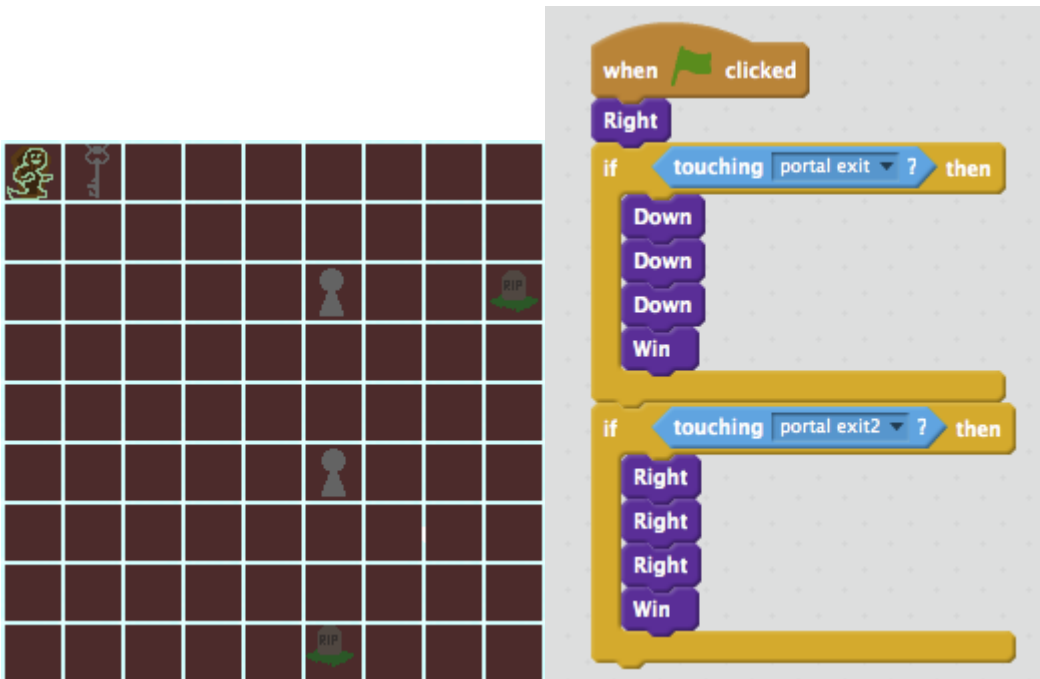 when clicked
Right
if touching portal exit ? then
Down
Down
Down
Win
if touching portal exit2 ? then
Right
Right
Right
Win
RIP
RIP